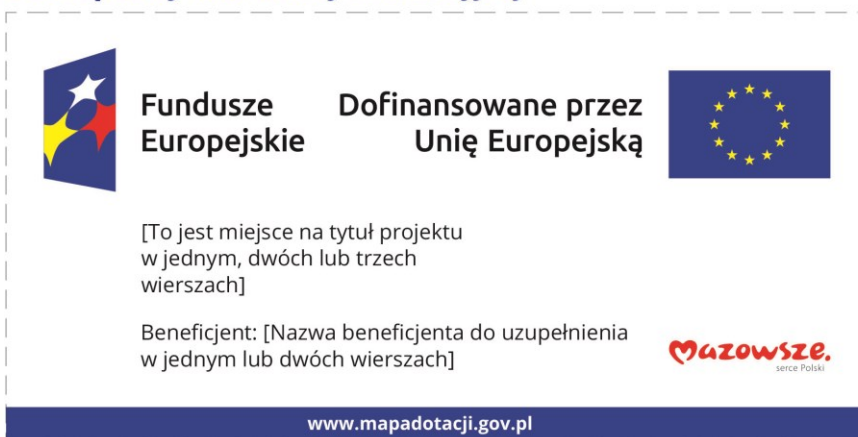 Fundusze
Europejskie
Dofinansowane przez
Unię Europejską
[To jest miejsce na tytuł projektu
w jednym, dwóch lub trzech
wierszach]
Beneficjent: [Nazwa beneficjenta do uzupełnienia
w jednym lub dwóch wierszach]
Mazowsze.
serce Polski
www.mapadotacji.gov.pl